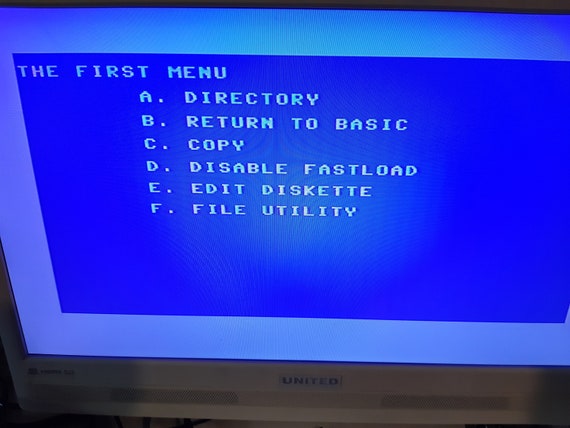 THE FIRST MENU
A. DIRECTORY
B. RETURN TO BASIC
C. COPY
D. DISABLE FASTLOAD
E. EDIT DISKETTE
F. FILE UTILITY
UNITED